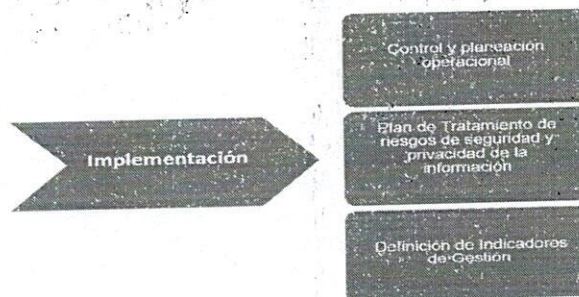 Implementación
Control y planeación
operacional
Plan de Tratamiento de
riesgos de seguridad y
privacidad de la
información
Definición de Indicadores
de Gestión